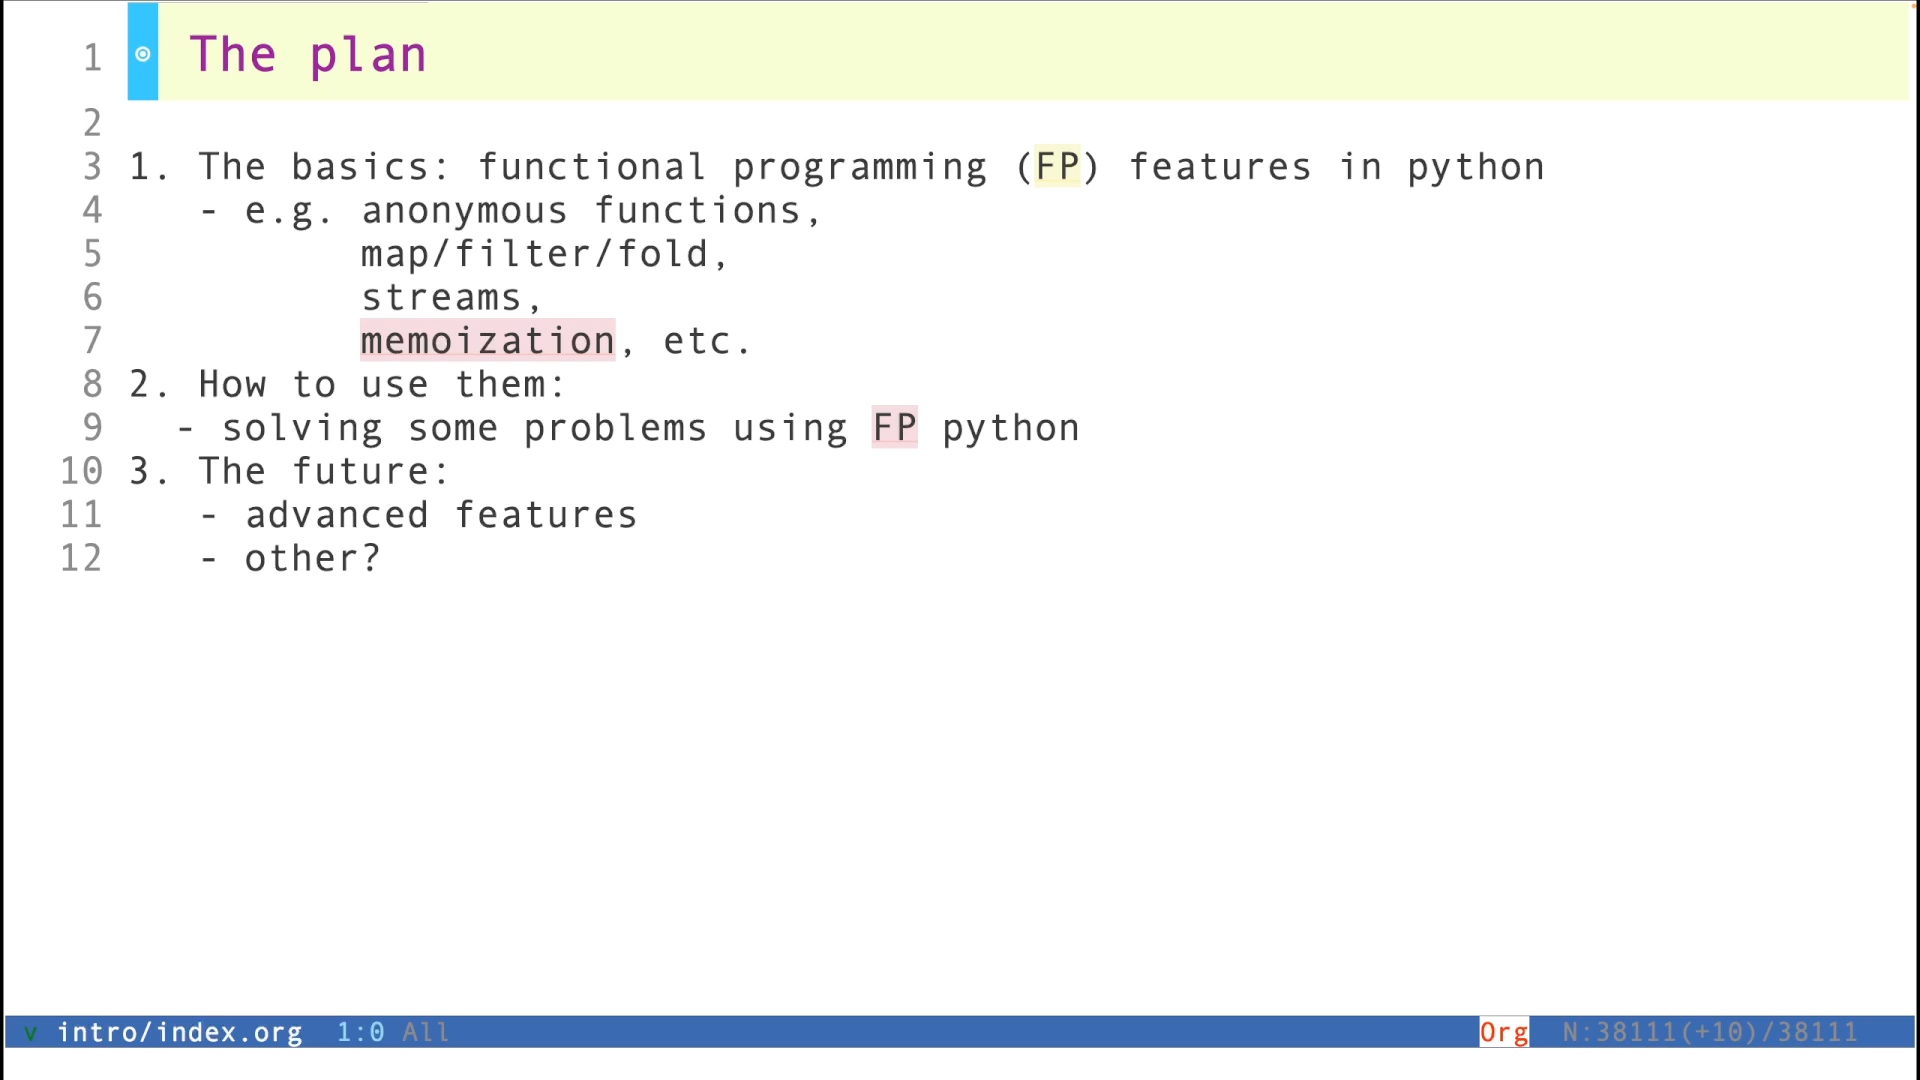 1 The plan
2
3 1. The basics: functional programming (FP) features in python
4 - e.g. anonymous functions,
5 map/filter/fold,
6 streams,
7 memoization, etc.
8 2. How to use them:
9 - solving some problems using FP python
10 3. The future:
11 - advanced features
12 - other?
v intro/index.org 1:0 All Org N:38111(+10)/38111